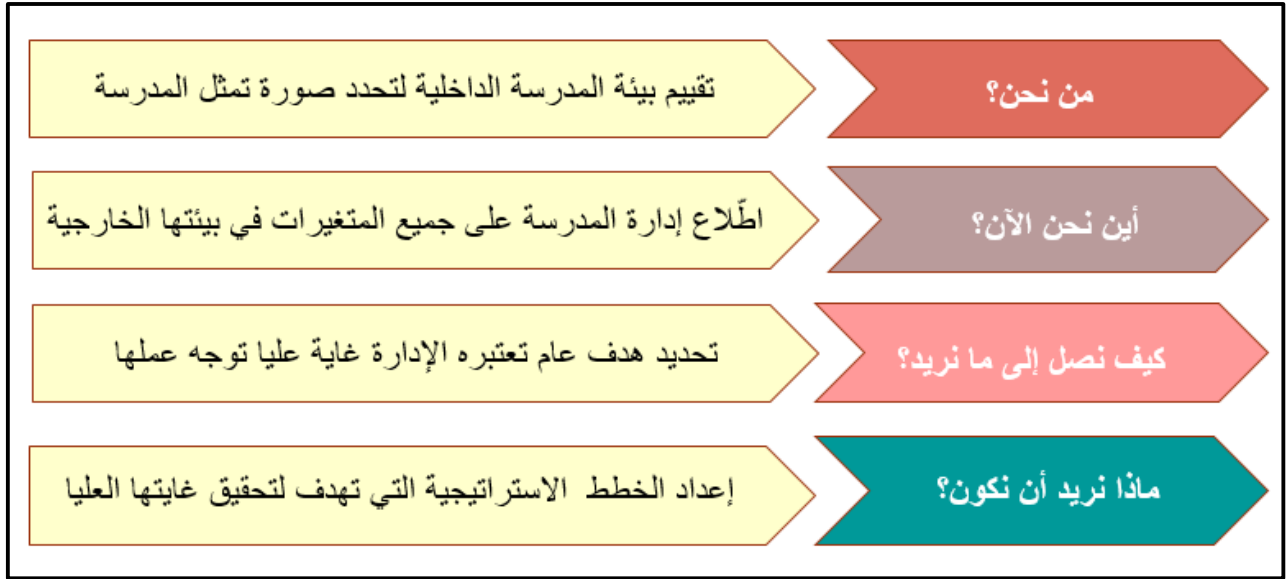 من نحن؟
تقييم بيئة المدرسة الداخلية لتحدد صورة تمثل المدرسة
أين نحن الآن؟
اطّلاع إدارة المدرسة على جميع المتغيرات في بيئتها الخارجية
كيف نصل إلى ما نريد؟
تحديد هدف عام تعتبره الإدارة غاية عليا توجه عملها
ماذا نريد أن نكون؟
إعداد الخطط الاستراتيجية التي تهدف لتحقيق غايتها العليا